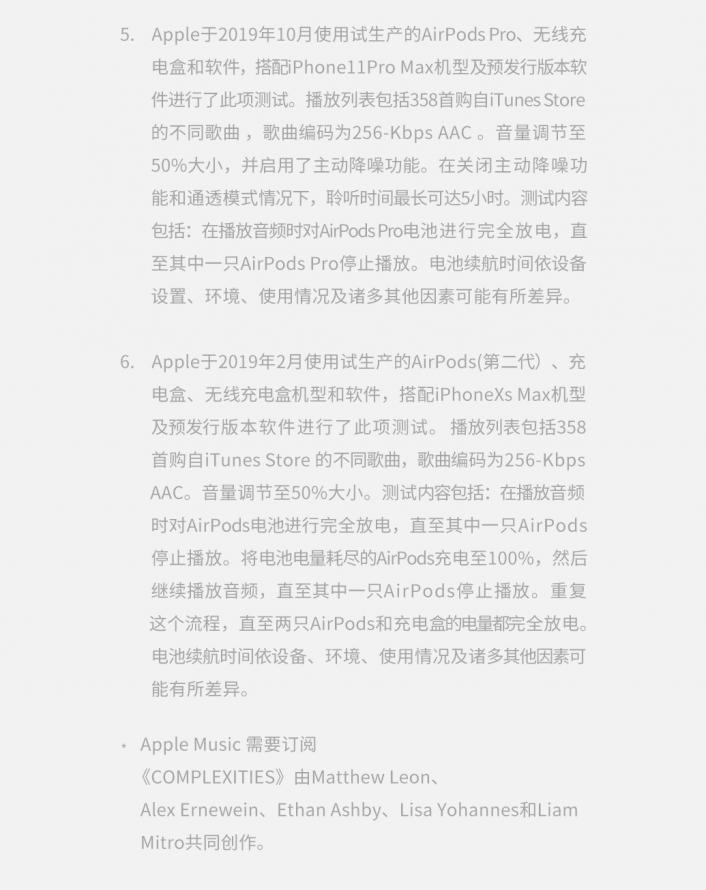 5. Apple于2019年10月使用试生产的AirPods Pro、无线充
电盒和软件，搭配iPhone11Pro Max机型及预发行版本软
件进行了此项测试。播放列表包括358首购自iTunes Store
的不同歌曲 ，歌曲编码为256-Kbps AAC 。音量调节至
50%大小，并启用了主动降噪功能。在关闭主动降噪功
能和通透模式情况下，聆听时间最长可达5小时。测试内容
包括：在播放音频时对AirPods Pro电池进行完全放电，直
至其中一只AirPods Pro停止播放。电池续航时间依设备
设置、环境、使用情况及诸多其他因素可能有所差异。
6. Apple于2019年2月使用试生产的AirPods(第二代）、充
电盒、无线充电盒机型和软件，搭配iPhoneXs Max机型
及预发行版本软件进行了此项测试。 播放列表包括358
首购自iTunes Store 的不同歌曲，歌曲编码为256-Kbps
AAC。音量调节至50%大小。测试内容包括：在播放音频
时对AirPods电池进行完全放电，直至其中一只AirPods
停止播放。将电池电量耗尽的AirPods充电至100%，然后
继续播放音频，直至其中一只AirPods停止播放。重复
这个流程，直至两只AirPods和充电盒的电量都完全放电。
电池续航时间依设备、环境、使用情况及诸多其他因素可
能有所差异。
• Apple Music 需要订阅
《COMPLEXITIES》由Matthew Leon、
Alex Ernewein、Ethan Ashby、Lisa Yohannes和Liam
Mitro共同创作。